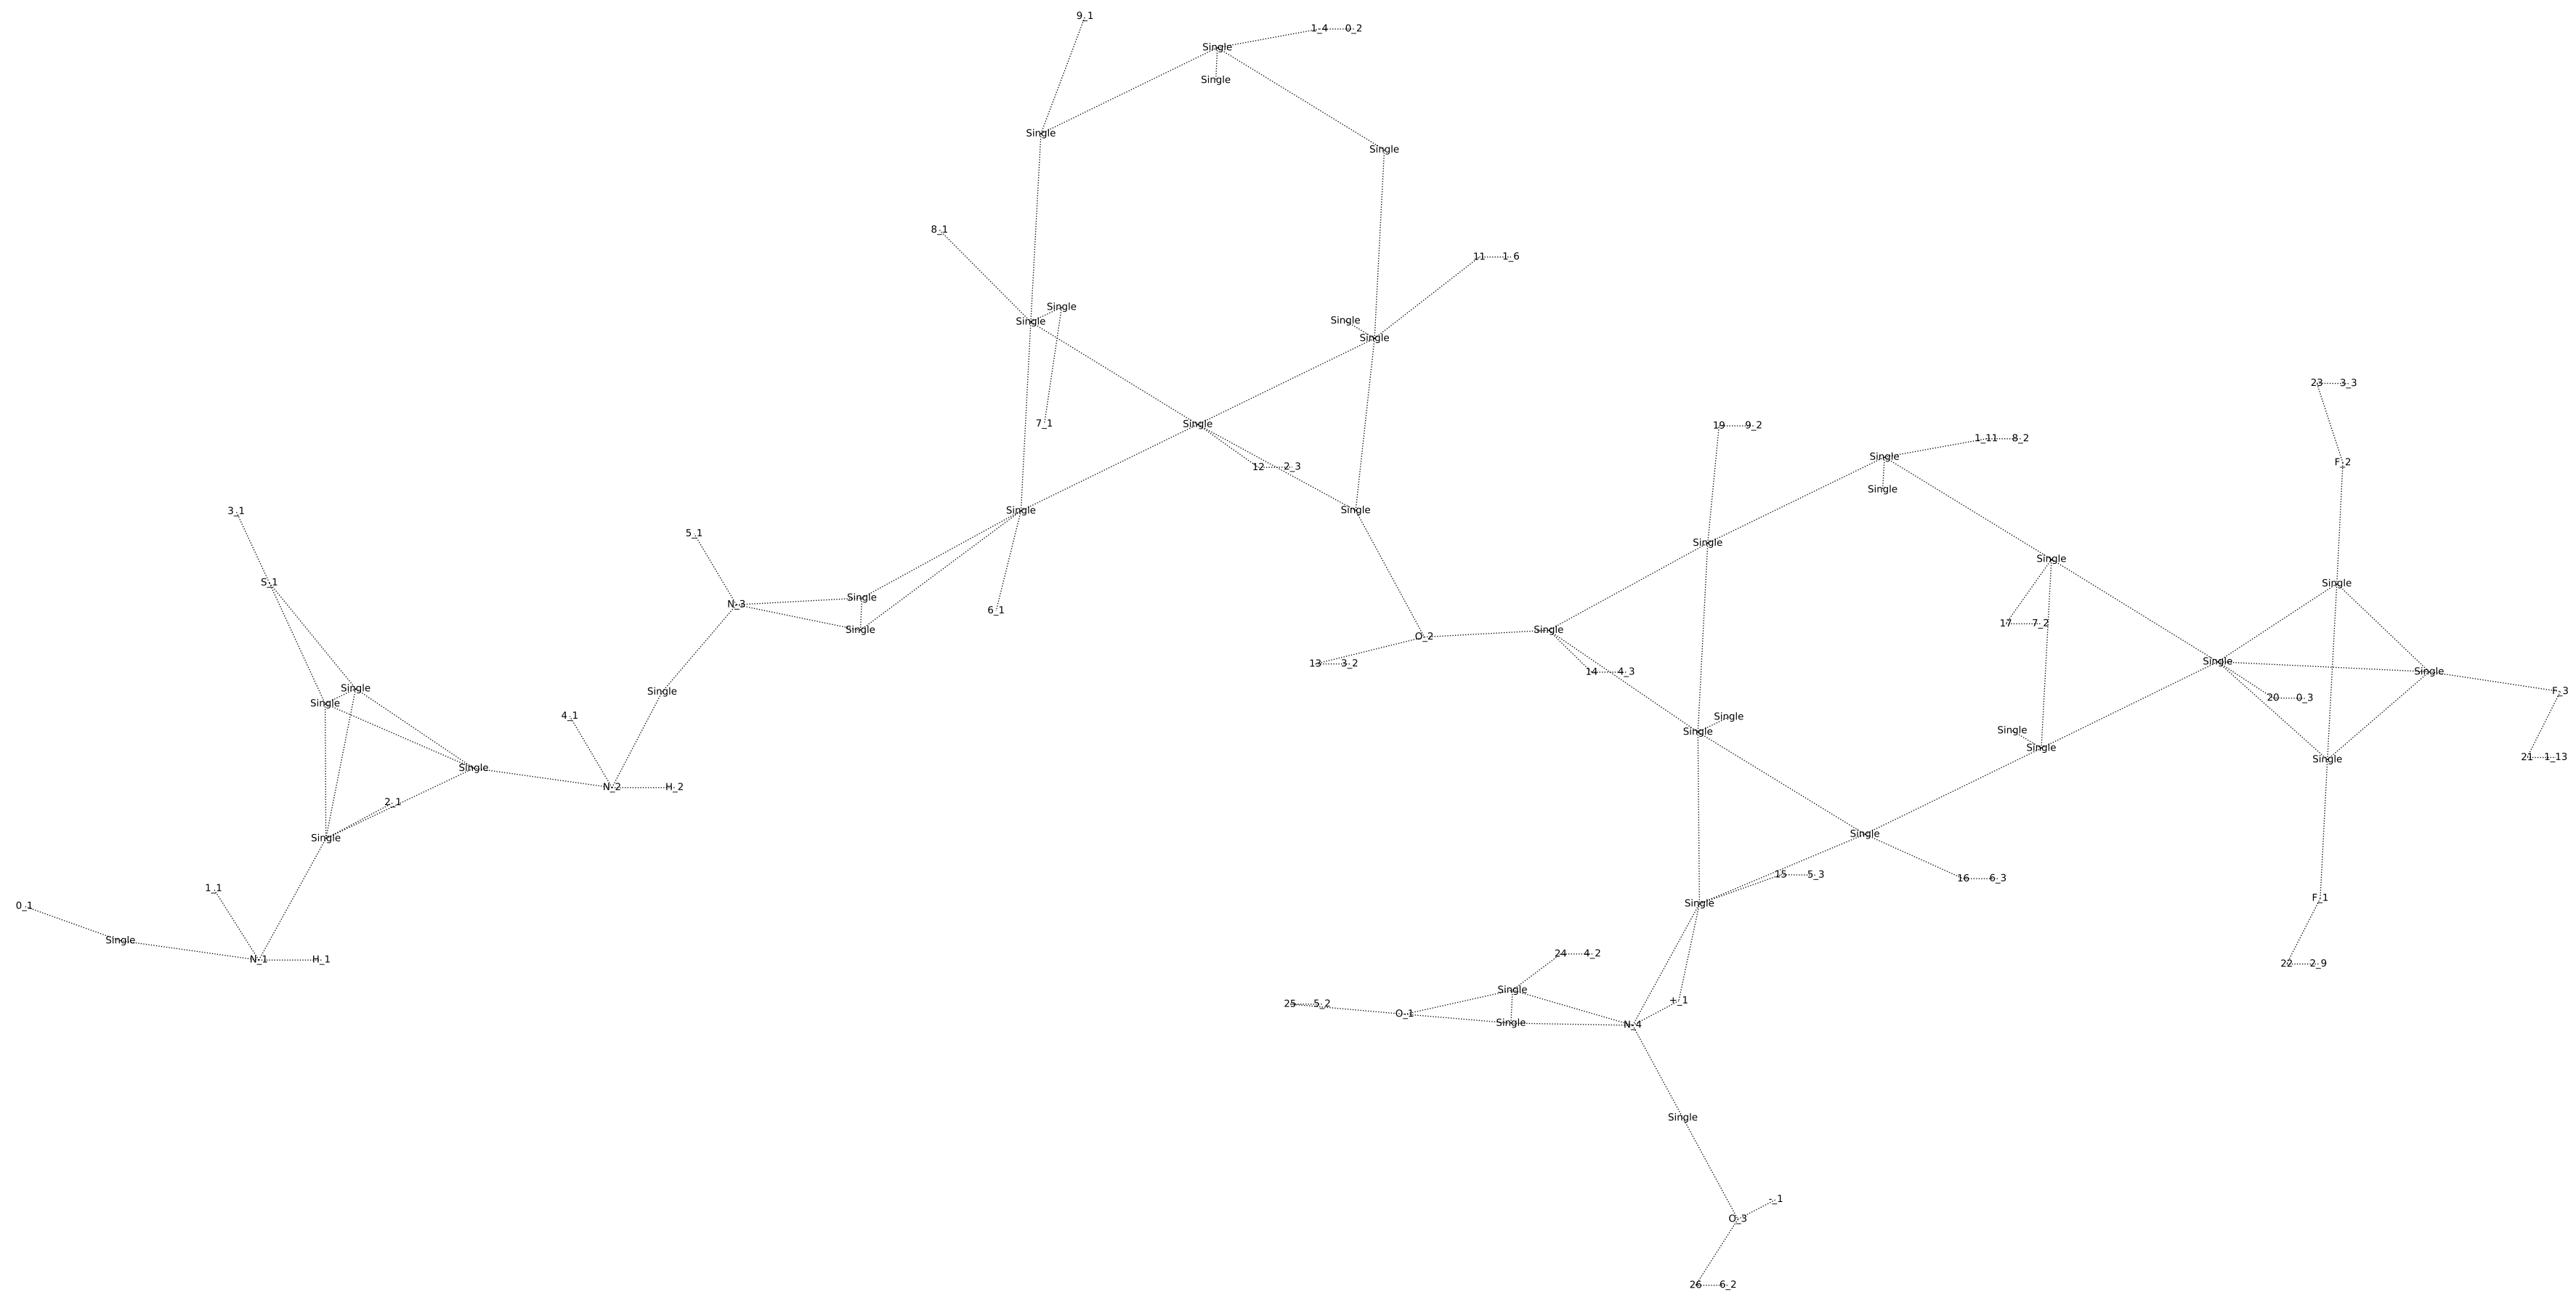 9_1
1_4 0_2
Single
Single
Single
Single
8_1
11 1_6
Single
Single
Single
Single
23 3_3
7_1
Single
19 9_2
1_11 8_2
Single
F_2
12 2_3
Single
3_1
Single
Single
5_1
Single
Single
S_1
Single
Single
N_3
6_1
17 7_2
Single
Single
O_2
13 3_2
Single
Single
14 4_3
Single
F_3
Single
Single
20 0_3
Single
4_1
Single
Single
Single
Single
21 1_13
Single
Single
N_2 H_2
2_1
Single
Single
15 5_3
16 6_3
1_1
F_1
0_1
Single
Single
24 4_2
N_1 H_1
22 2_9
Single
25 5_2
+_1
O_1
Single
N_4
Single
-_1
O_3
26 6_2